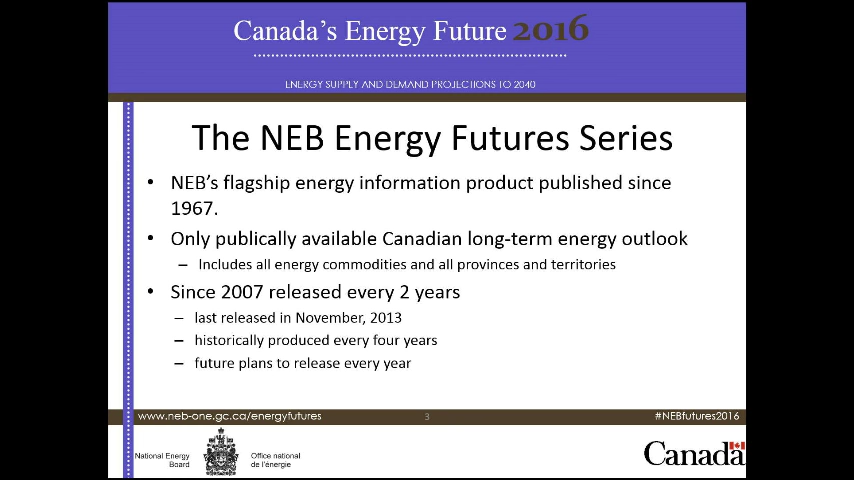 Canada's Energy Future 2016
ENERGY SUPPLY AND DEMAND PROJECTIONS TO 2040
The NEB Energy Futures Series
• NEB's flagship energy information product published since
1967.
• Only publically available Canadian long-term energy outlook
– Includes all energy commodities and all provinces and territories
• Since 2007 released every 2 years
– last released in November, 2013
– historically produced every four years
– future plans to release every year
www.neb-one.gc.ca/energyfutures 3 #NEBfutures2016
National Energy Office national
Board de l'énergie
Canada